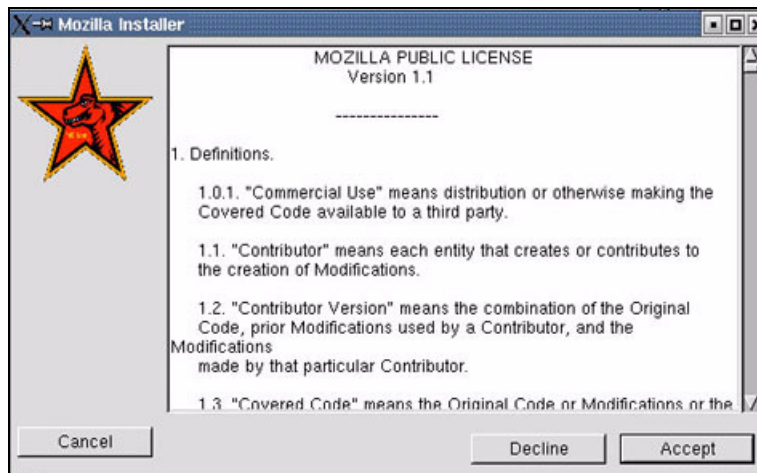 Mozilla Installer
MOZILLA PUBLIC LICENSE
Version 1.1
---------------
1. Definitions.
1.0.1. "Commercial Use" means distribution or otherwise making the
Covered Code available to a third party.
1.1. "Contributor" means each entity that creates or contributes to
the creation of Modifications.
1.2. "Contributor Version" means the combination of the Original
Code, prior Modifications used by a Contributor, and the
Modifications
made by that particular Contributor.
1.3. "Covered Code" means the Original Code or Modifications or the
Cancel
Decline
Accept